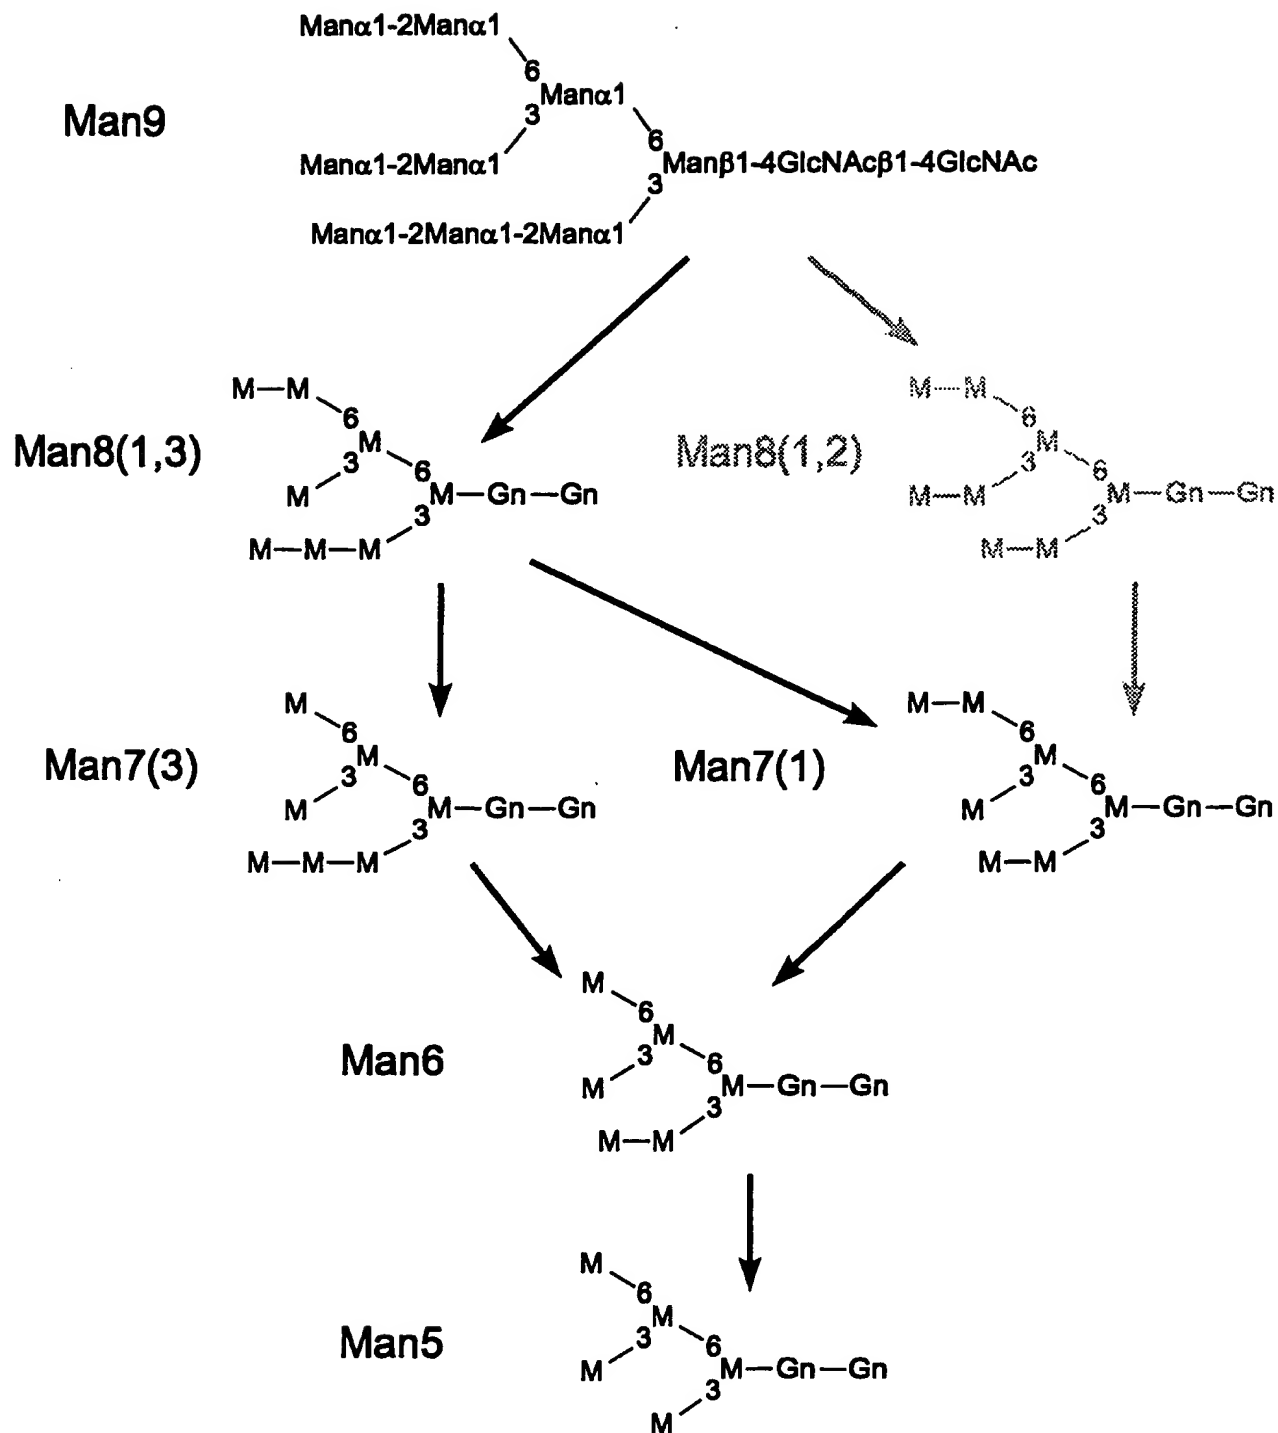 Manα1-2Manα1
6
Man9
3 Manα1
6
Manα1-2Manα1
Manβ1-4GlcNAcβ1-4GlcNAc
3
Manα1-2Manα1-2Manα1
M—M
6
M
Man8(1,3)
3
6
M
M—Gn—Gn
3
M—M—M
M—M
6
M
Man8(1,2)
3
6
M—M
M—Gn—Gn
3
M—M
M
6
M
Man7(3)
3
6
M
M—Gn—Gn
3
M—M—M
M—M
6
M
Man7(1)
3
6
M
M—Gn—Gn
3
M—M
M
6
M
Man6
3
6
M
M—Gn—Gn
3
M—M
M
6
M
Man5
3
6
M
M—Gn—Gn
3
M